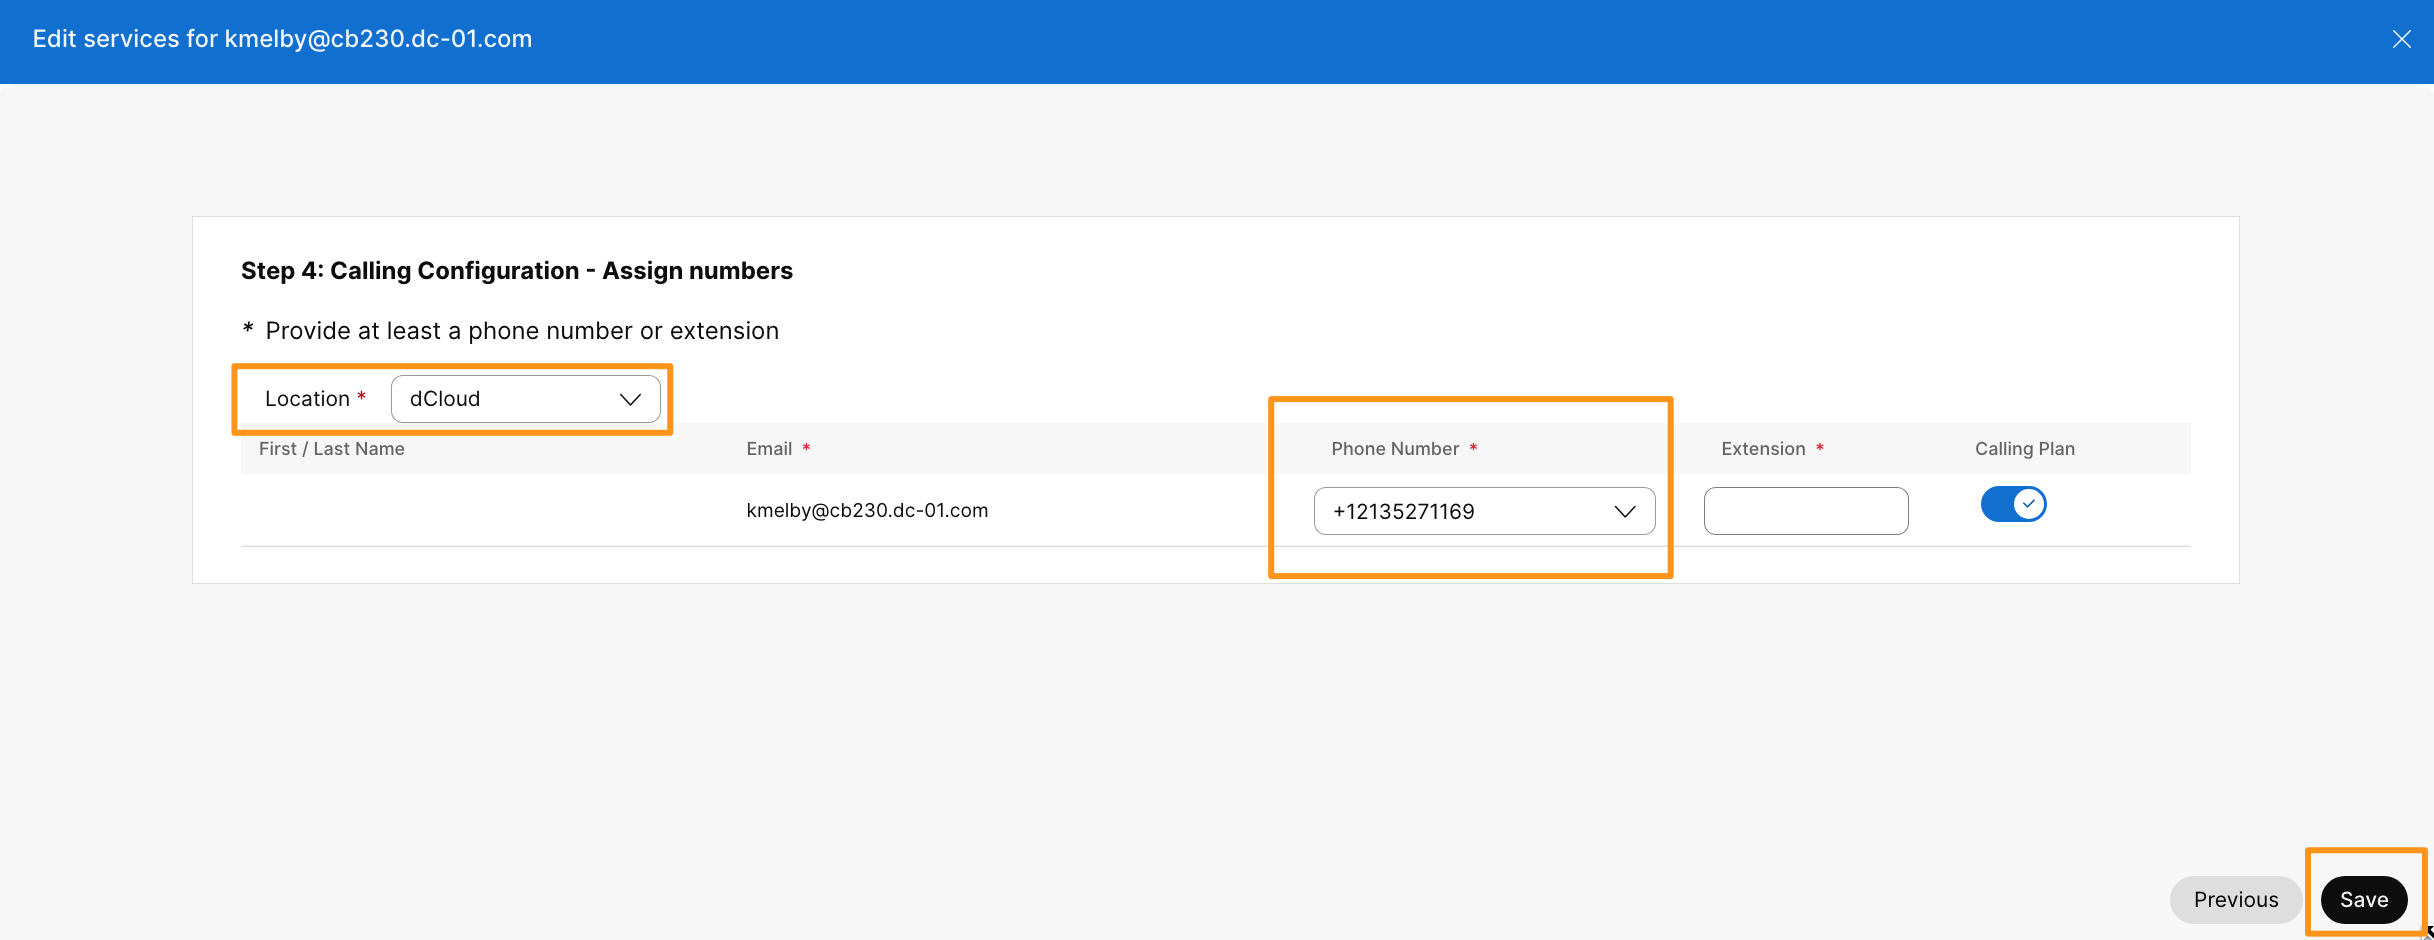 Edit services for kmelby@cb230.dc-01.com
Step 4: Calling Configuration - Assign numbers
* Provide at least a phone number or extension
Location * dCloud
First / Last Name Email * Phone Number * Extension * Calling Plan
kmelby@cb230.dc-01.com +12135271169
Previous Save